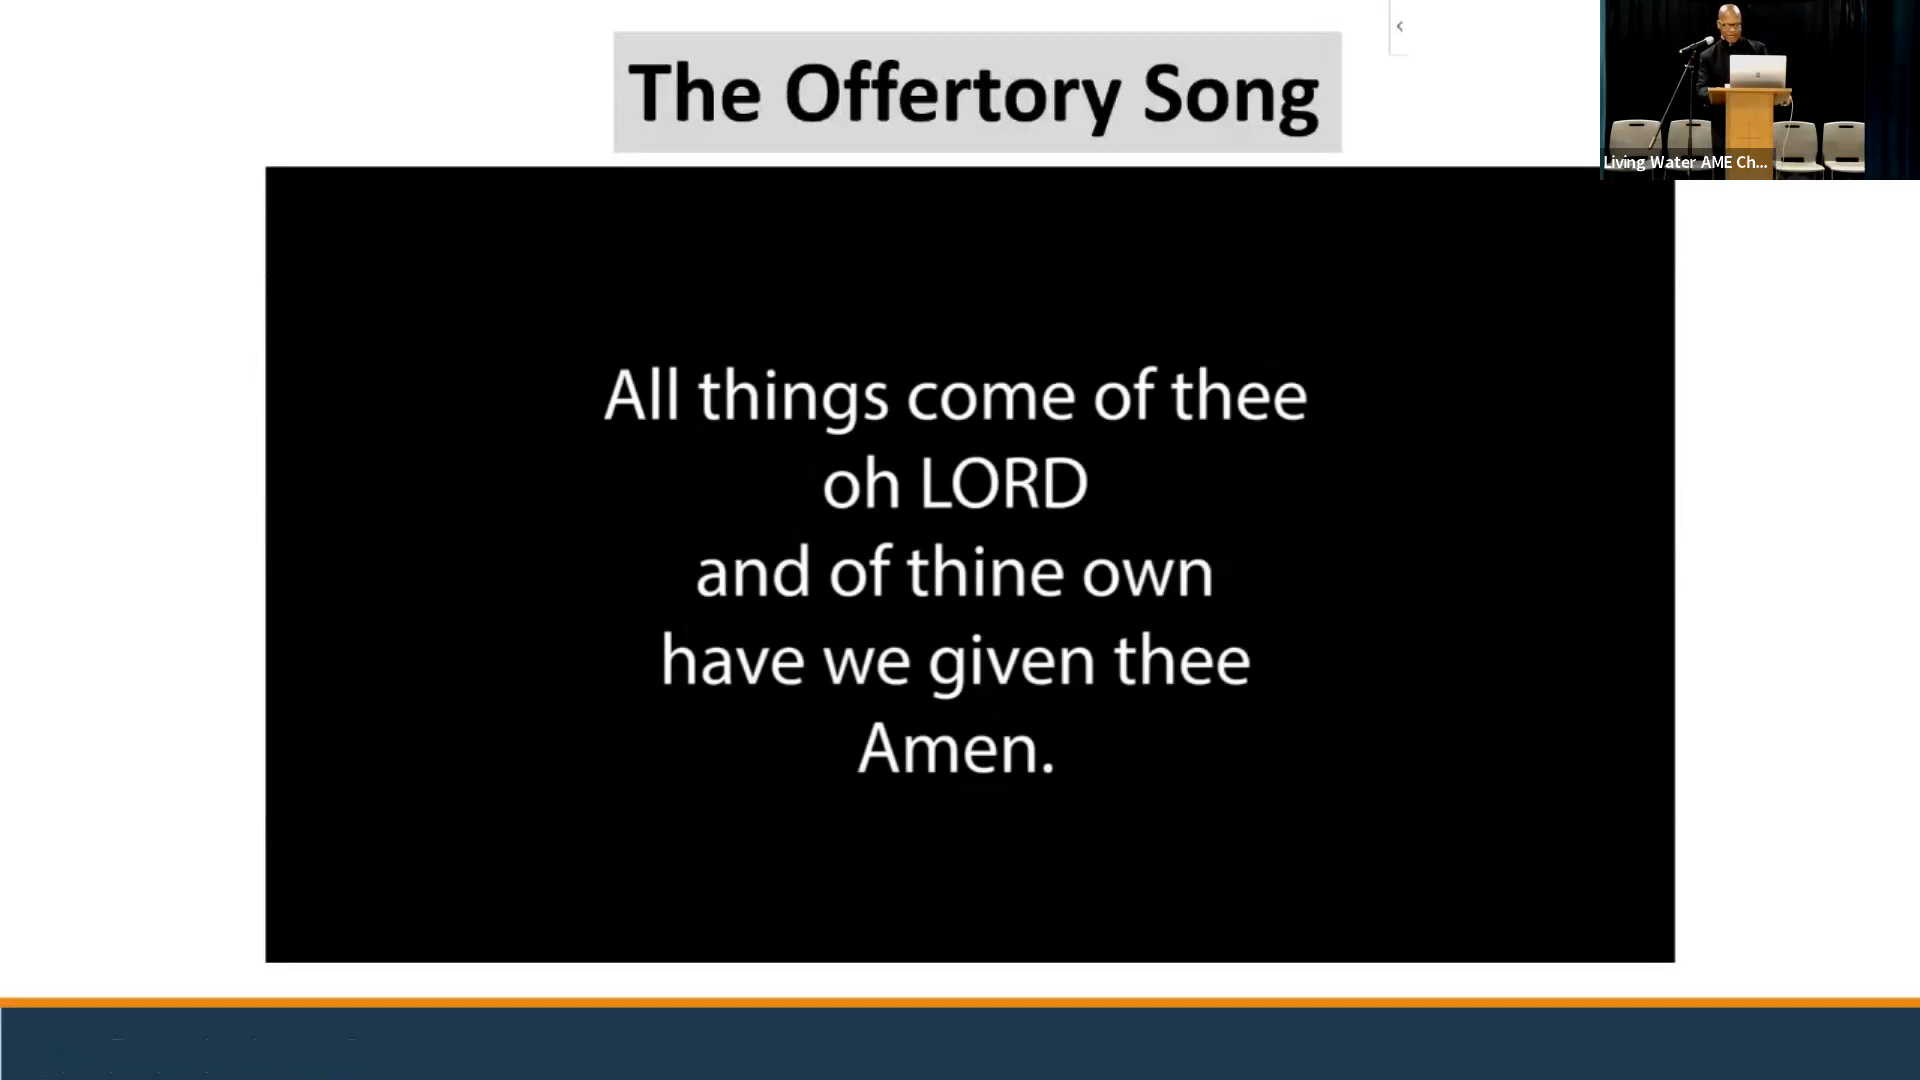 The Offertory Song
Living Water AME Ch...
All things come of thee
oh LORD
and of thine own
have we given thee
Amen.